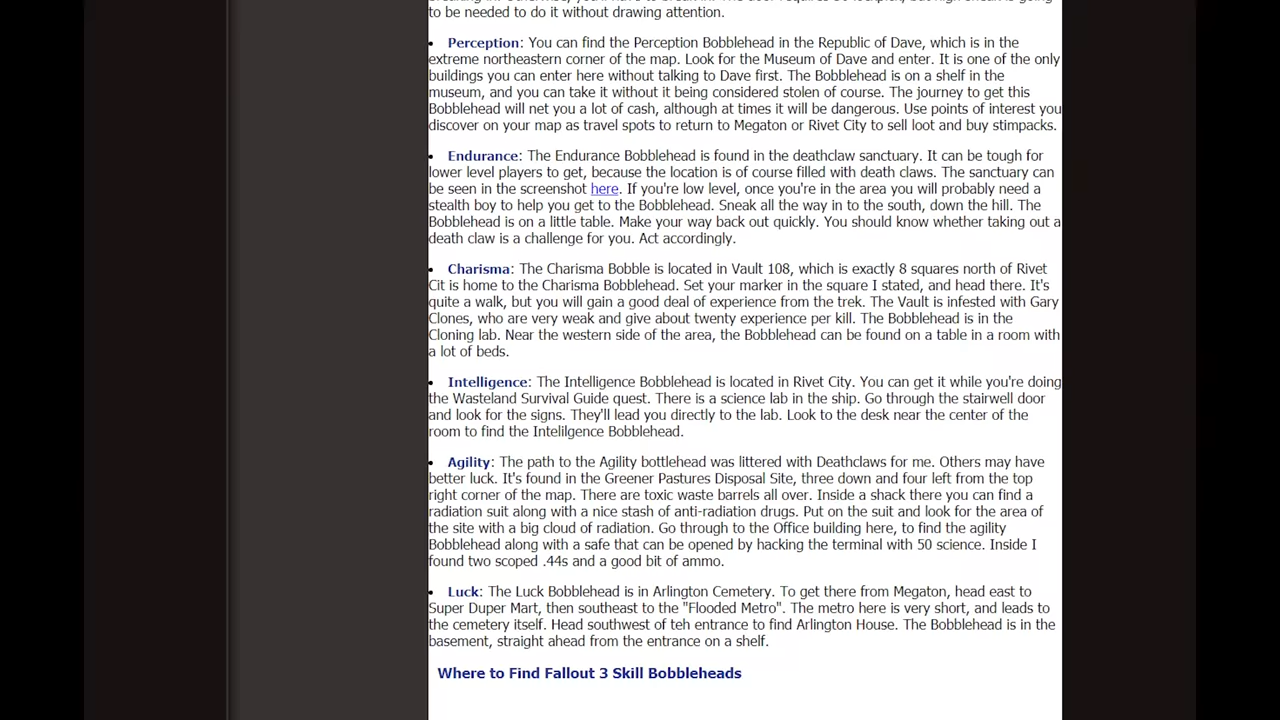 to be needed to do it without drawing attention.
• Perception: You can find the Perception Bobblehead in the Republic of Dave, which is in the
extreme northeastern corner of the map. Look for the Museum of Dave and enter. It is one of the only
buildings you can enter here without talking to Dave first. The Bobblehead is on a shelf in the
museum, and you can take it without it being considered stolen of course. The journey to get this
Bobblehead will net you a lot of cash, although at times it will be dangerous. Use points of interest you
discover on your map as travel spots to return to Megaton or Rivet City to sell loot and buy stimpacks.
• Endurance: The Endurance Bobblehead is found in the deathclaw sanctuary. It can be tough for
lower level players to get, because the location is of course filled with death claws. The sanctuary can
be seen in the screenshot here. If you're low level, once you're in the area you will probably need a
stealth boy to help you get to the Bobblehead. Sneak all the way in to the south, down the hill. The
Bobblehead is on a little table. Make your way back out quickly. You should know whether taking out a
death claw is a challenge for you. Act accordingly.
• Charisma: The Charisma Bobble is located in Vault 108, which is exactly 8 squares north of Rivet
Cit is home to the Charisma Bobblehead. Set your marker in the square I stated, and head there. It's
quite a walk, but you will gain a good deal of experience from the trek. The Vault is infested with Gary
Clones, who are very weak and give about twenty experience per kill. The Bobblehead is in the
Cloning lab. Near the western side of the area, the Bobblehead can be found on a table in a room with
a lot of beds.
• Intelligence: The Intelligence Bobblehead is located in Rivet City. You can get it while you're doing
the Wasteland Survival Guide quest. There is a science lab in the ship. Go through the stairwell door
and look for the signs. They'll lead you directly to the lab. Look to the desk near the center of the
room to find the Intelilgence Bobblehead.
• Agility: The path to the Agility bottlehead was littered with Deathclaws for me. Others may have
better luck. It's found in the Greener Pastures Disposal Site, three down and four left from the top
right corner of the map. There are toxic waste barrels all over. Inside a shack there you can find a
radiation suit along with a nice stash of anti-radiation drugs. Put on the suit and look for the area of
the site with a big cloud of radiation. Go through to the Office building here, to find the agility
Bobblehead along with a safe that can be opened by hacking the terminal with 50 science. Inside I
found two scoped .44s and a good bit of ammo.
• Luck: The Luck Bobblehead is in Arlington Cemetery. To get there from Megaton, head east to
Super Duper Mart, then southeast to the "Flooded Metro". The metro here is very short, and leads to
the cemetery itself. Head southwest of teh entrance to find Arlington House. The Bobblehead is in the
basement, straight ahead from the entrance on a shelf.
Where to Find Fallout 3 Skill Bobbleheads